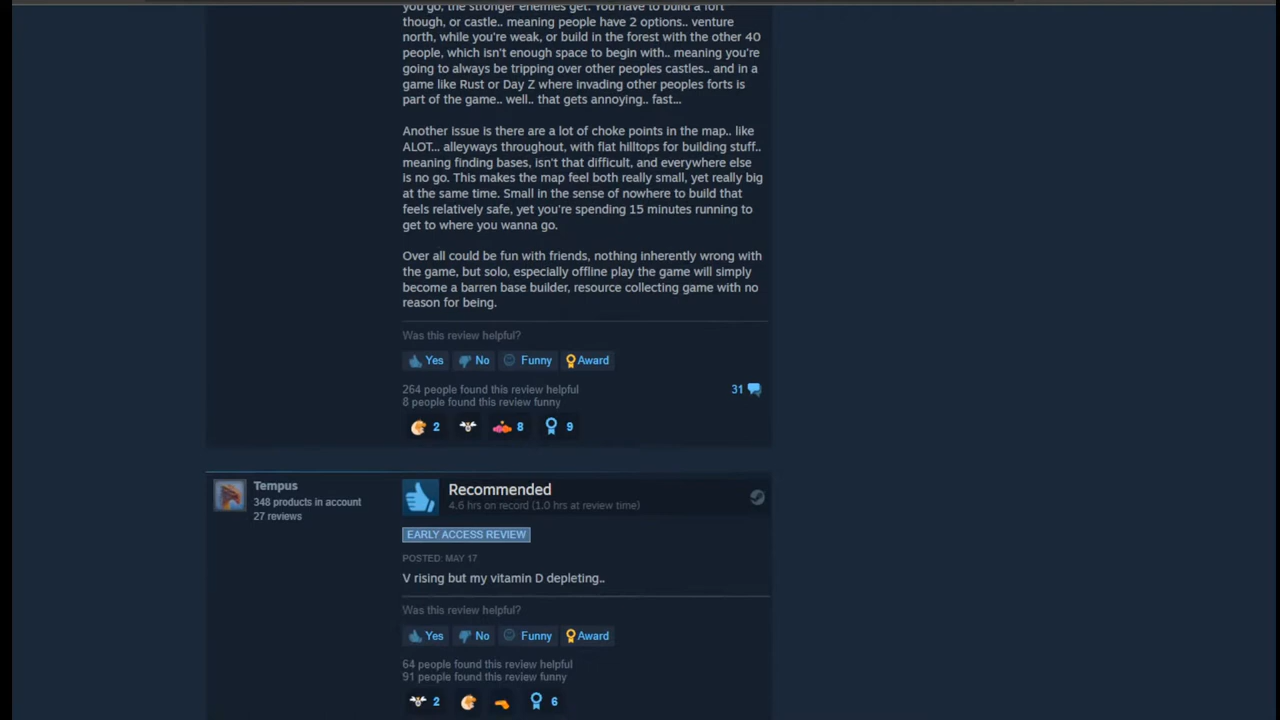 you go, the stronger enemies get. You have to build a fort
though, or castle.. meaning people have 2 options.. venture
north, while you're weak, or build in the forest with the other 40
people, which isn't enough space to begin with.. meaning you're
going to always be tripping over other peoples castles.. and in a
game like Rust or Day Z where invading other peoples forts is
part of the game.. well.. that gets annoying.. fast...
Another issue is there are a lot of choke points in the map.. like
ALOT... alleyways throughout, with flat hilltops for building stuff..
meaning finding bases, isn't that difficult, and everywhere else
is no go. This makes the map feel both really small, yet really big
at the same time. Small in the sense of nowhere to build that
feels relatively safe, yet you're spending 15 minutes running to
get to where you wanna go.
Over all could be fun with friends, nothing inherently wrong with
the game, but solo, especially offline play the game will simply
become a barren base builder, resource collecting game with no
reason for being.
Was this review helpful?
Yes No Funny Award
264 people found this review helpful 31
8 people found this review funny
2 8 9
Tempus
348 products in account
27 reviews
Recommended
4.6 hrs on record (1.0 hrs at review time)
EARLY ACCESS REVIEW
POSTED: MAY 17
V rising but my vitamin D depleting..
Was this review helpful?
Yes No Funny Award
64 people found this review helpful
91 people found this review funny
2 6